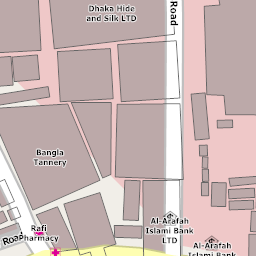 Dhaka Hide
and Silk LTD
Road
Bangla
Tannery
Al-Arafah
Islami Bank
LTD
Rafi
Pharmacy
Road
Al-Arafah
Islami Bank